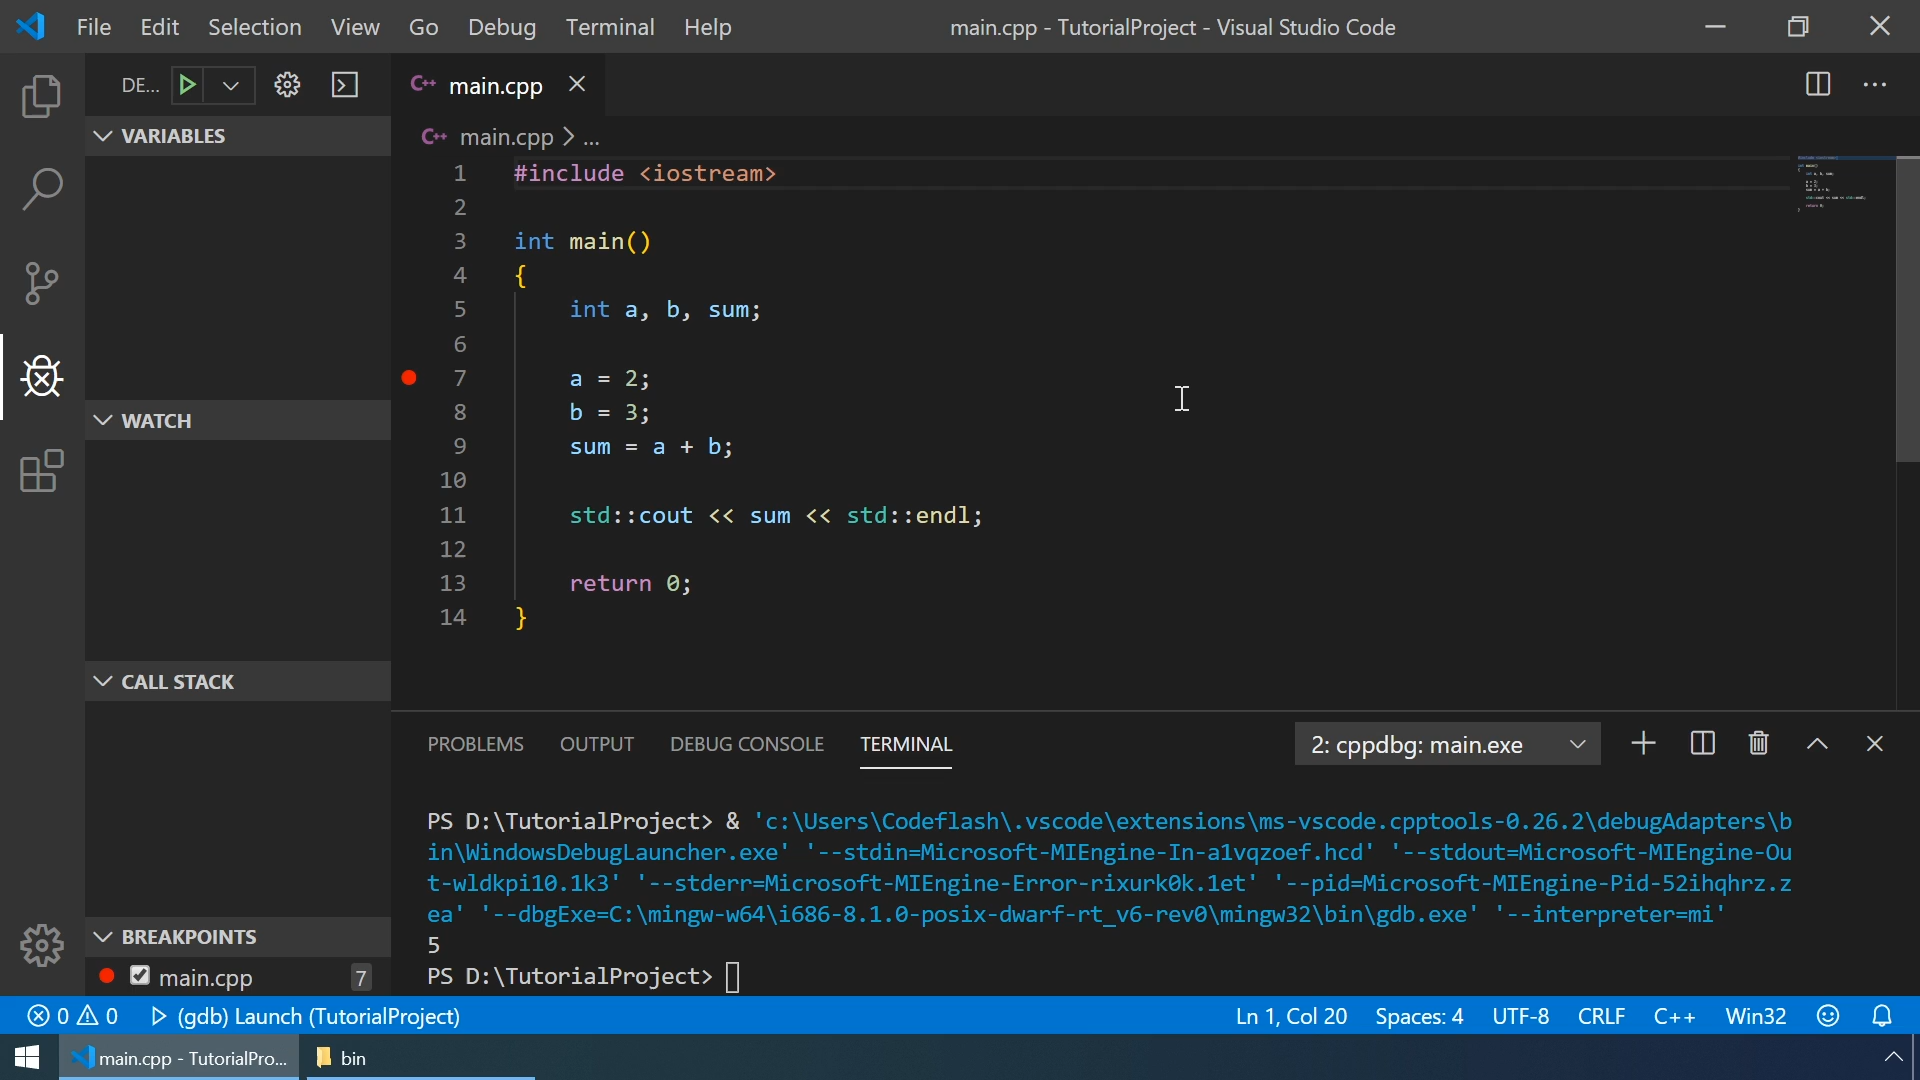 File Edit Selection View Go Debug Terminal Help
main.cpp - TutorialProject - Visual Studio Code
DE...
C++ main.cpp
VARIABLES
WATCH
CALL STACK
BREAKPOINTS
main.cpp 7
C++ main.cpp > ...
1 #include <iostream>
2
3 int main()
4 {
5 int a, b, sum;
6
7 a = 2;
8 b = 3;
9 sum = a + b;
10
11 std::cout << sum << std::endl;
12
13 return 0;
14 }
PROBLEMS OUTPUT DEBUG CONSOLE TERMINAL
2: cppdbg: main.exe
PS D:\TutorialProject> & 'c:\Users\Codeflash\.vscode\extensions\ms-vscode.cpptools-0.26.2\debugAdapters\b
in\WindowsDebugLauncher.exe' '--stdin=Microsoft-MIEngine-In-a1vqzoef.hcd' '--stdout=Microsoft-MIEngine-Ou
t-wldkpi10.1k3' '--stderr=Microsoft-MIEngine-Error-rixurk0k.1et' '--pid=Microsoft-MIEngine-Pid-52ihqhrz.z
ea' '--dbgExe=C:\mingw-w64\i686-8.1.0-posix-dwarf-rt_v6-rev0\mingw32\bin\gdb.exe' '--interpreter=mi'
5
PS D:\TutorialProject>
0 0 (gdb) Launch (TutorialProject)
Ln 1, Col 20 Spaces: 4 UTF-8 CRLF C++ Win32
main.cpp - TutorialPro... bin